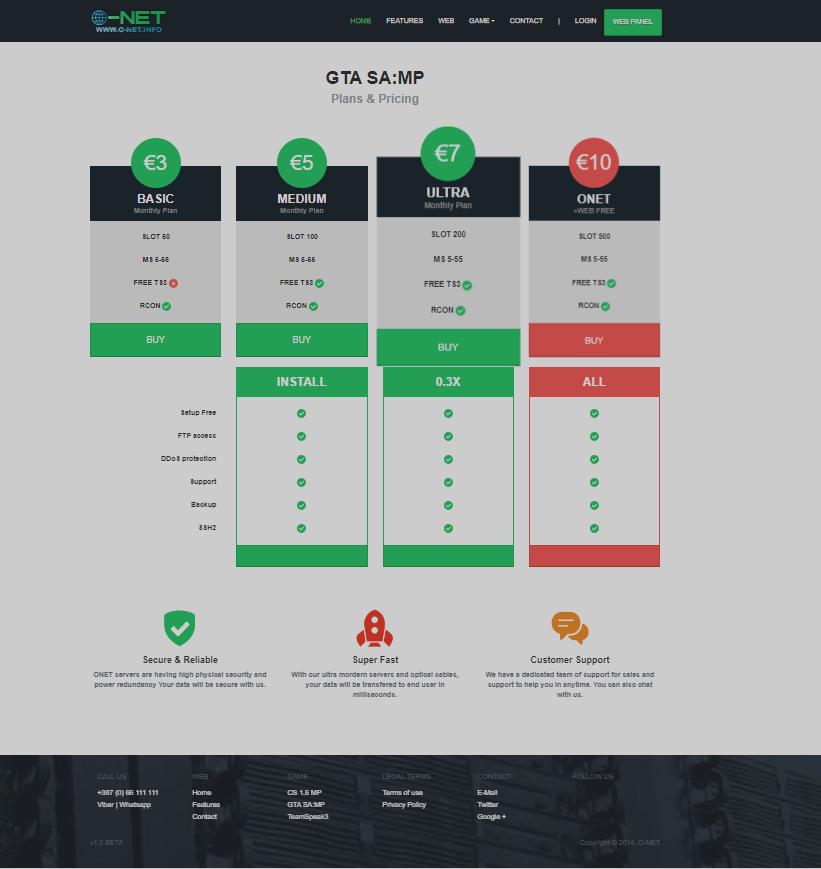 O-NET
WWW.O-NET.INFO
HOME FEATURES WEB GAME CONTACT | LOGIN WEB PANEL
GTA SA:MP
Plans & Pricing
€3 €5 €7 €10
BASIC MEDIUM ULTRA ONET
Monthly Plan Monthly Plan Monthly Plan +WEB FREE
SLOT 50 SLOT 100 SLOT 200 SLOT 500
MS 5-55 MS 5-55 MS 5-55 MS 5-55
FREE TS3 FREE TS3 FREE TS3 FREE TS3
RCON RCON RCON RCON
BUY BUY BUY BUY
INSTALL 0.3X ALL
Setup Free
FTP access
DDoS protection
Support
Backup
SSH2
Secure & Reliable Super Fast Customer Support
ONET servers are having high physical security and With our ultra mordern servers and optical cables, We have a dedicated team of support for sales and
power redundency Your data will be secure with us. your data will be transfered to end user in support to help you in anytime. You can also chat
milliseconds. with us.
CALL US WEB GAME LEGAL TERMS CONTACT FOLLOW US
+387 (0) 66 111 111 Home CS 1.6 MP Terms of use E-Mail
Viber | Whatsapp Features GTA SA:MP Privacy Policy Twitter
Contact TeamSpeak3 Google +
v1.0 BETA Copyright © 2014. O-NET